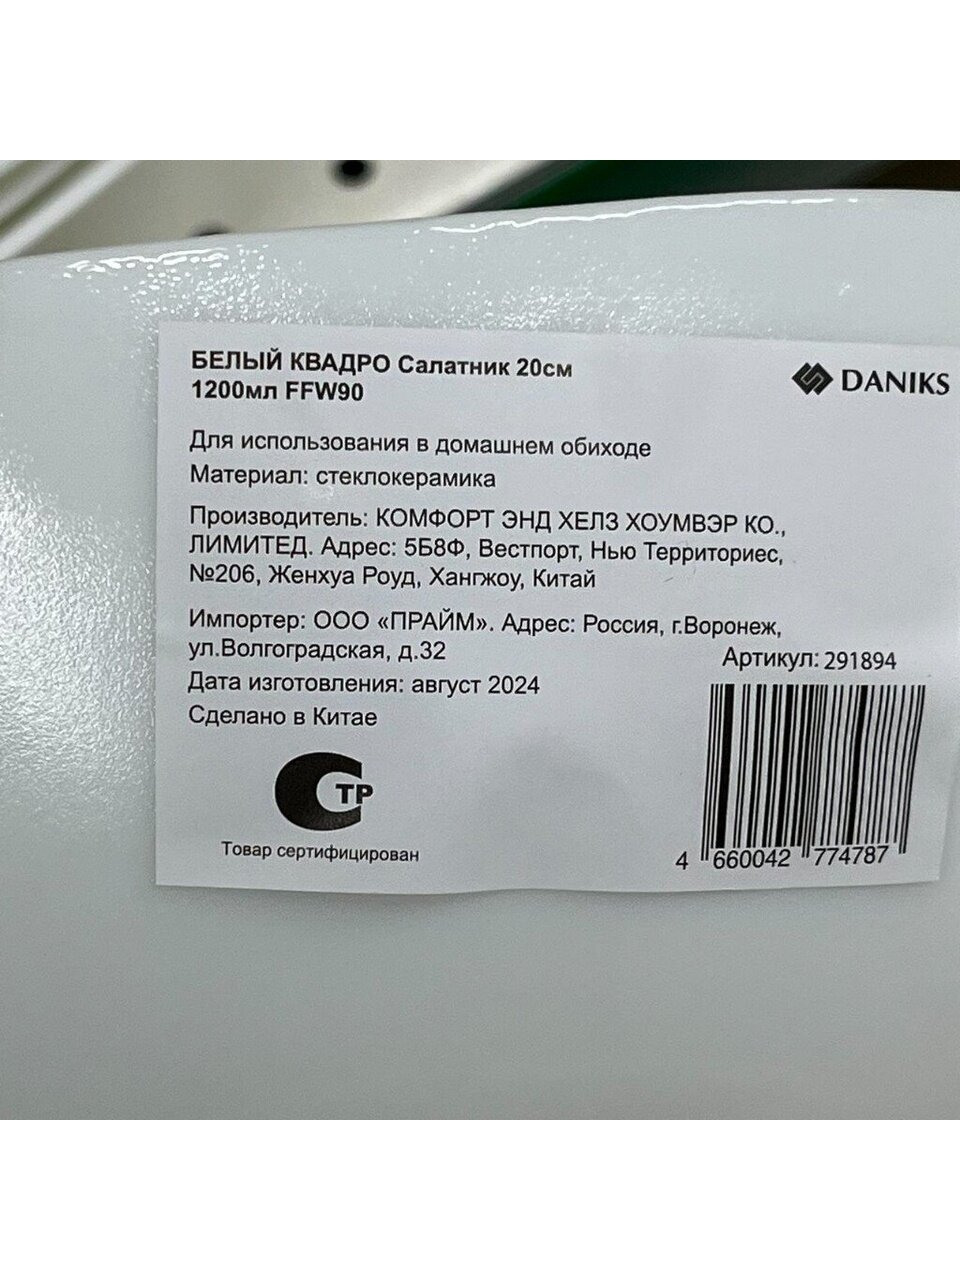 БЕЛЫЙ КВАДРО Салатник 20см
1200мл FFW90
DANIKS
Для использования в домашнем обиходе
Материал: стеклокерамика
Производитель: КОМФОРТ ЭНД ХЕЛЗ ХОУМВЭР КО.,
ЛИМИТЕД. Адрес: 5Б8Ф, Вестпорт, Нью Территориес,
№206, Женхуа Роуд, Хангжоу, Китай
Импортер: ООО «ПРАЙМ». Адрес: Россия, г.Воронеж,
ул.Волгоградская, д.32
Дата изготовления: август 2024
Сделано в Китае
Артикул: 291894
ТР
Товар сертифицирован
4 660042 774787